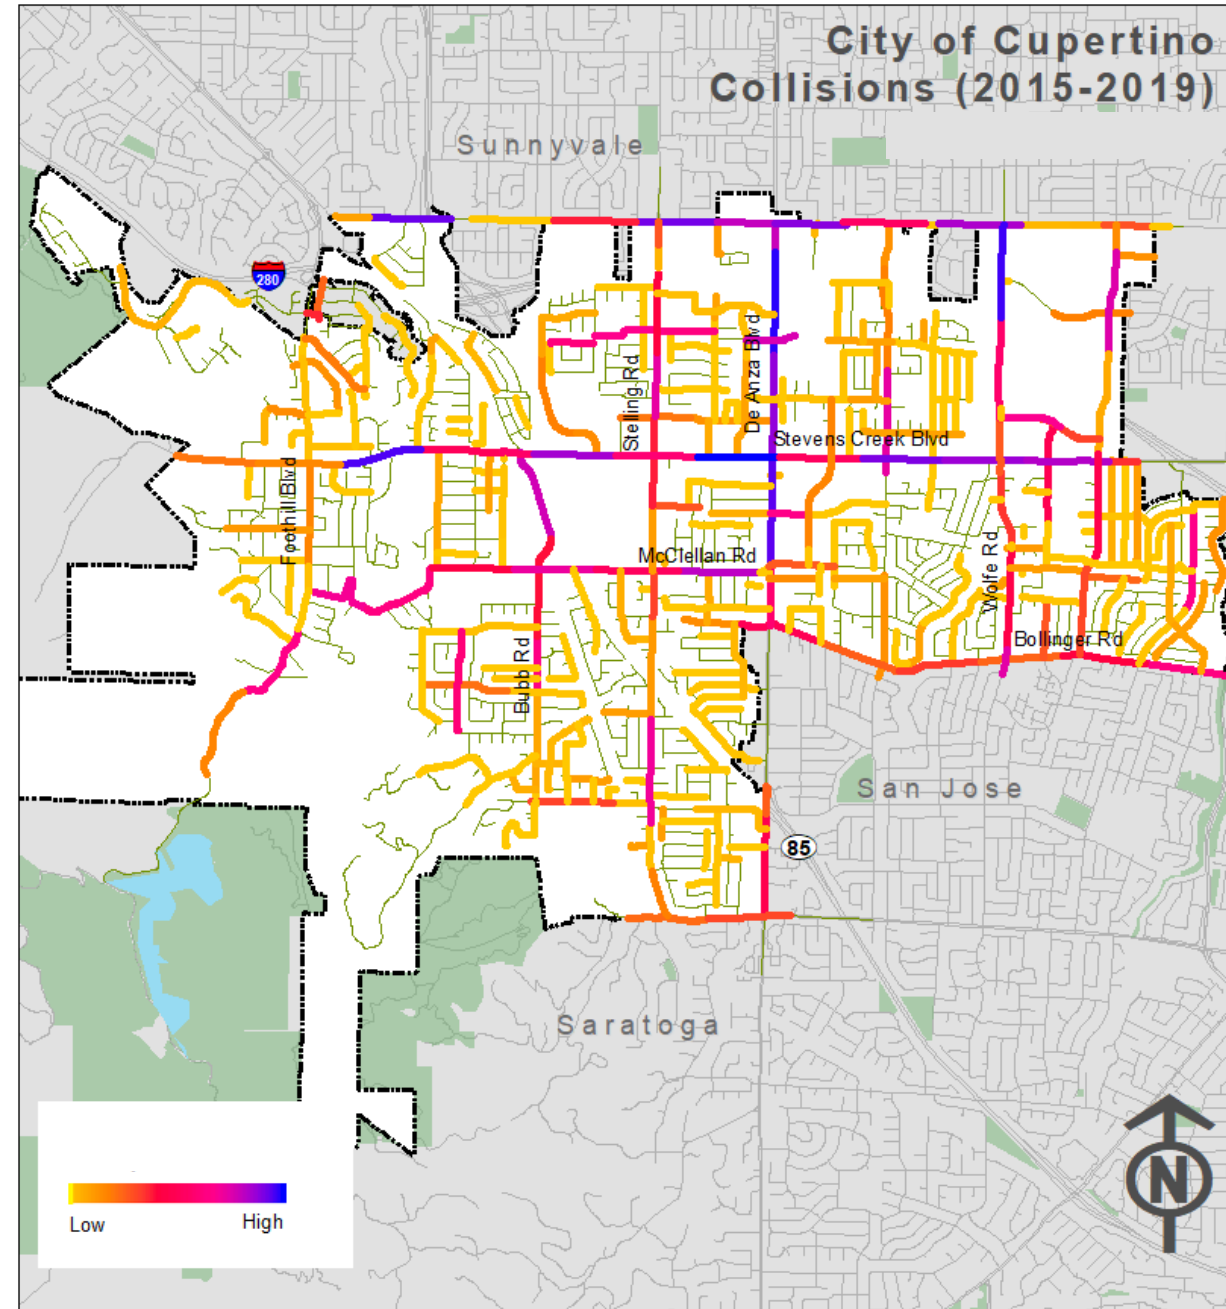 City of Cupertino
Collisions (2015-2019)
Sunnyvale
280
Stelling Rd
De Anza Blvd
Stevens Creek Blvd
Foothill Blvd
McClellan Rd
Wolfe Rd
Bollinger Rd
Bubb Rd
San Jose
85
Saratoga
N
Low
High